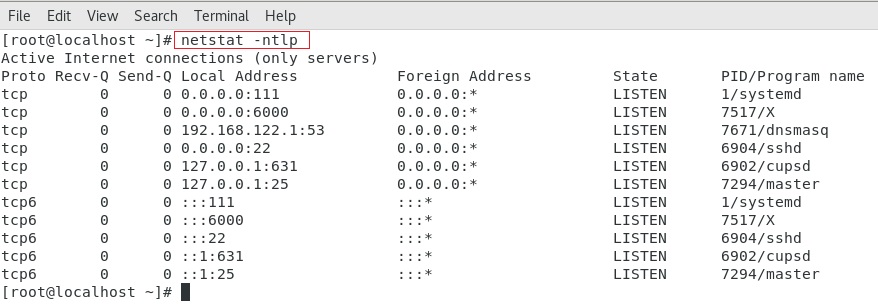 File Edit View Search Terminal Help
[root@localhost ~]# netstat -ntlp
Active Internet connections (only servers)
Proto Recv-Q Send-Q Local Address           Foreign Address         State       PID/Program name
tcp        0      0 0.0.0.0:111             0.0.0.0:*               LISTEN      1/systemd
tcp        0      0 0.0.0.0:6000            0.0.0.0:*               LISTEN      7517/X
tcp        0      0 192.168.122.1:53        0.0.0.0:*               LISTEN      7671/dnsmasq
tcp        0      0 0.0.0.0:22              0.0.0.0:*               LISTEN      6904/sshd
tcp        0      0 127.0.0.1:631           0.0.0.0:*               LISTEN      6902/cupsd
tcp        0      0 127.0.0.1:25            0.0.0.0:*               LISTEN      7294/master
tcp6       0      0 :::111                  :::*                    LISTEN      1/systemd
tcp6       0      0 :::6000                 :::*                    LISTEN      7517/X
tcp6       0      0 :::22                   :::*                    LISTEN      6904/sshd
tcp6       0      0 ::1:631                 :::*                    LISTEN      6902/cupsd
tcp6       0      0 ::1:25                  :::*                    LISTEN      7294/master
[root@localhost ~]#